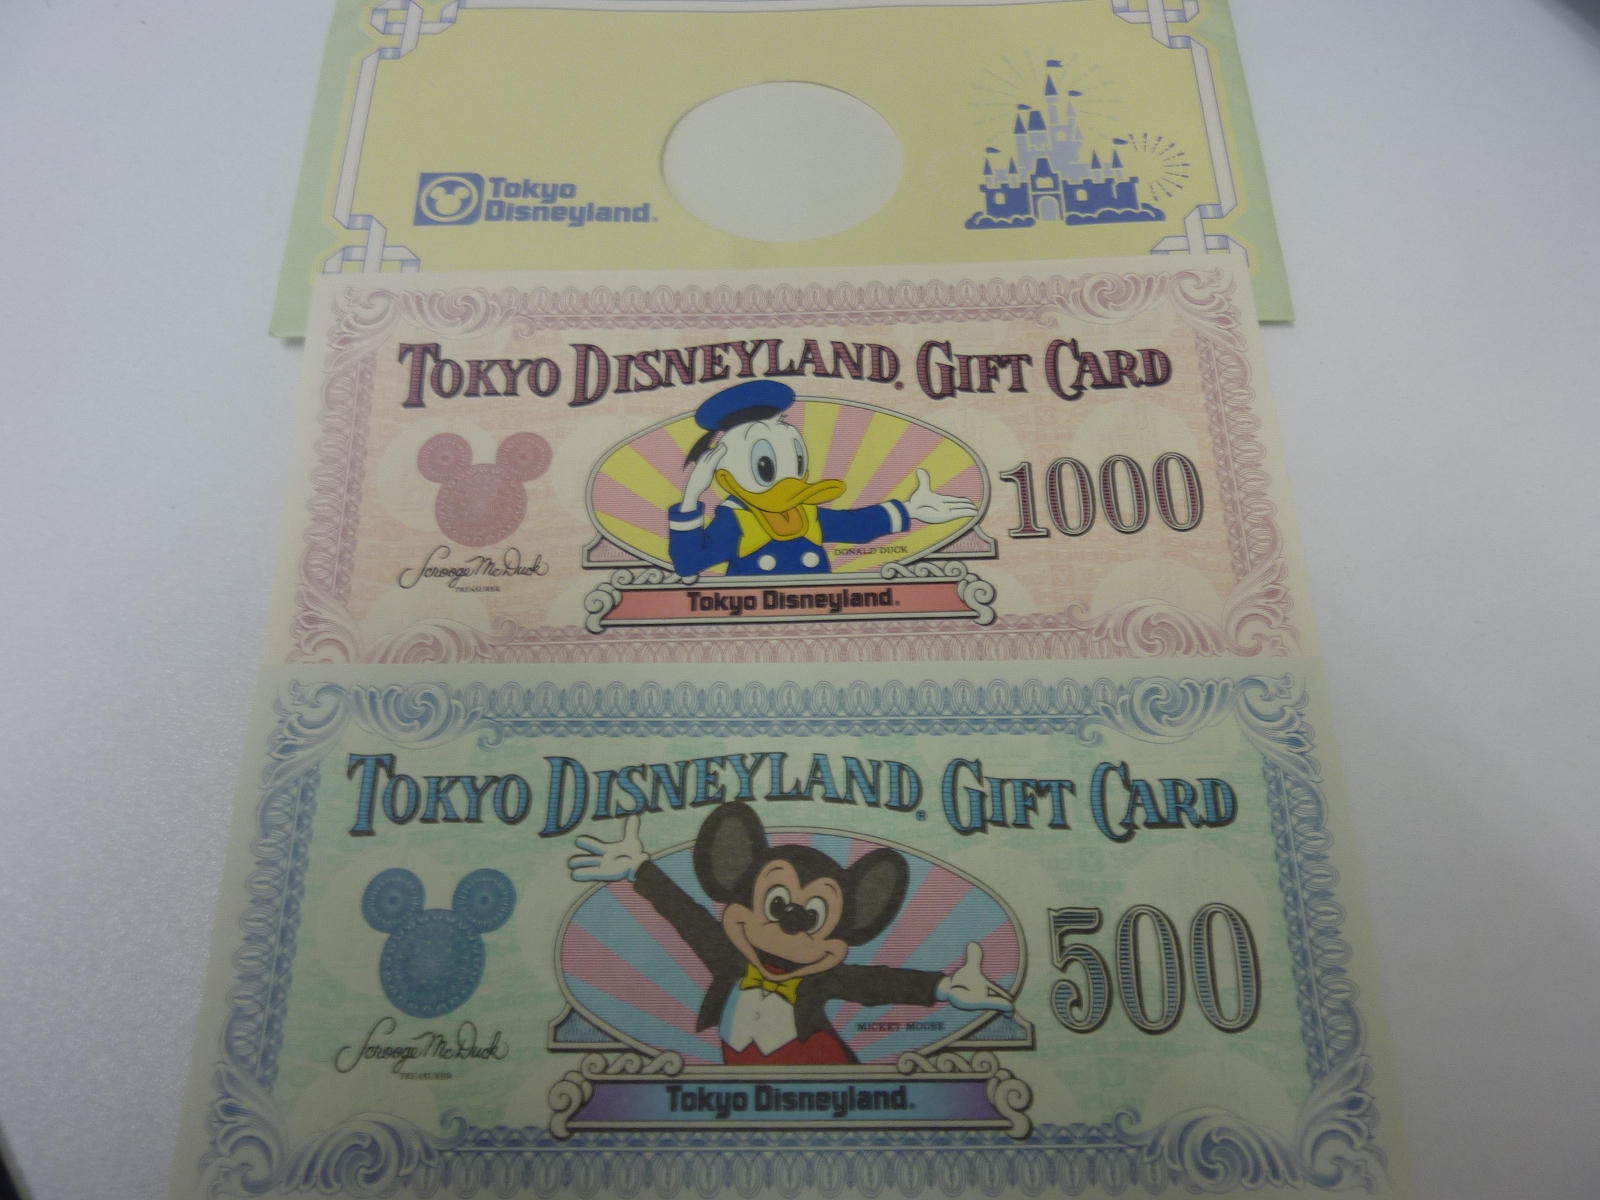 Tokyo
Disneyland®
TOKYO DISNEYLAND® GIFT CARD
1000
Scrooge McDuck
TREASURER
DONALD DUCK
Tokyo Disneyland®
TOKYO DISNEYLAND® GIFT CARD
500
Scrooge McDuck
TREASURER
MICKEY MOUSE
Tokyo Disneyland®